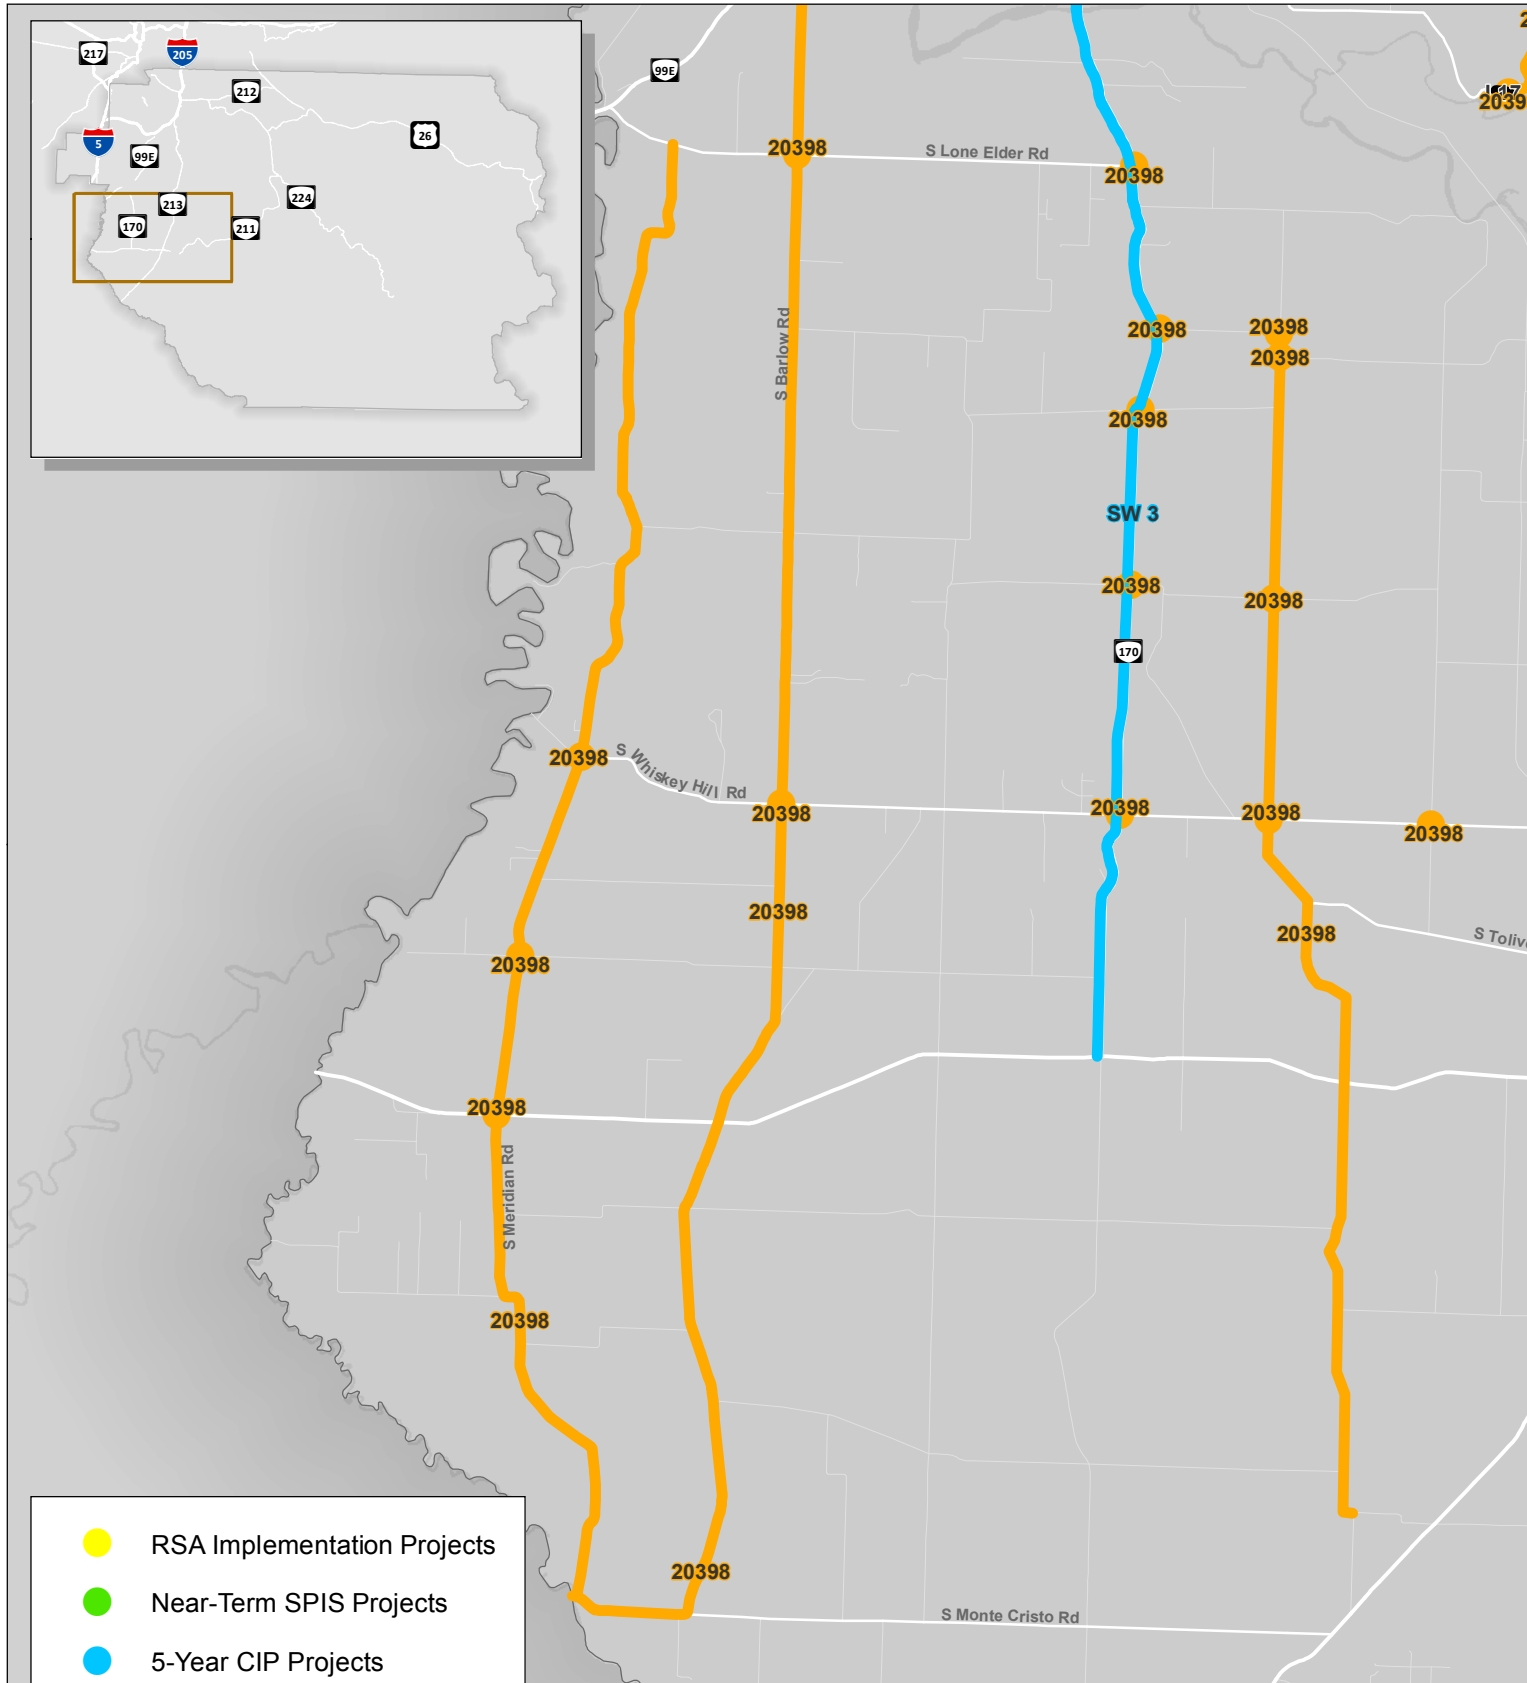 217
205
212
26
5
99E
213
224
170
211
99E
2
2039
20398
S Lone Elder Rd
20398
S Barlow Rd
20398
20398
20398
20398
SW 3
20398
20398
170
20398
S Whiskey Hill Rd
20398
20398
20398
20398
20398
20398
S Tolive
20398
20398
S Meridian Rd
20398
20398
S Monte Cristo Rd
RSA Implementation Projects
Near-Term SPIS Projects
5-Year CIP Projects